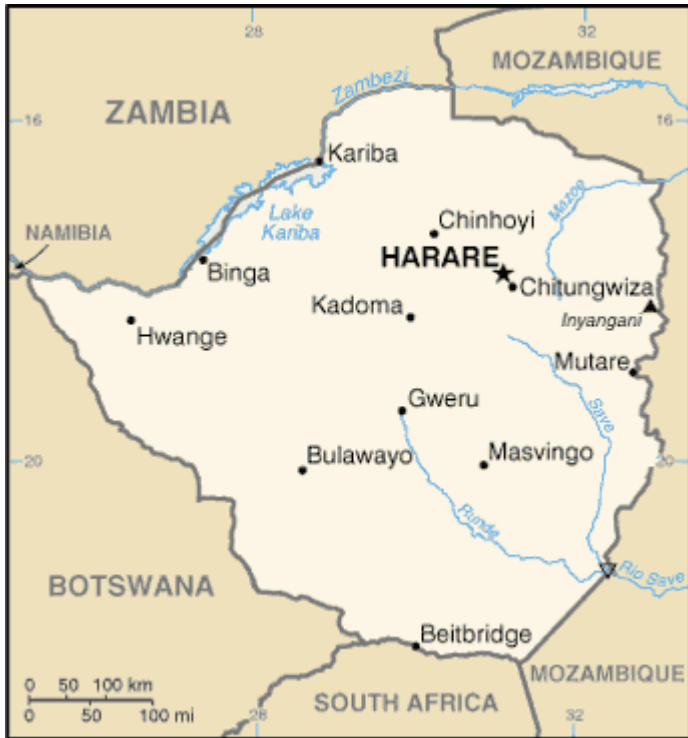 28
32
MOZAMBIQUE
Zambezi
ZAMBIA
16
16
Kariba
Mazoe
Lake
Kariba
Chinhoyi
NAMIBIA
HARARE
Binga
Chitungwiza
Kadoma
Inyangani
Hwange
Mutare
Gweru
Save
Bulawayo
Masvingo
20
20
Runde
Rio Save
BOTSWANA
Beitbridge
MOZAMBIQUE
0 50 100 km
0 50 100 mi
SOUTH AFRICA
28
32